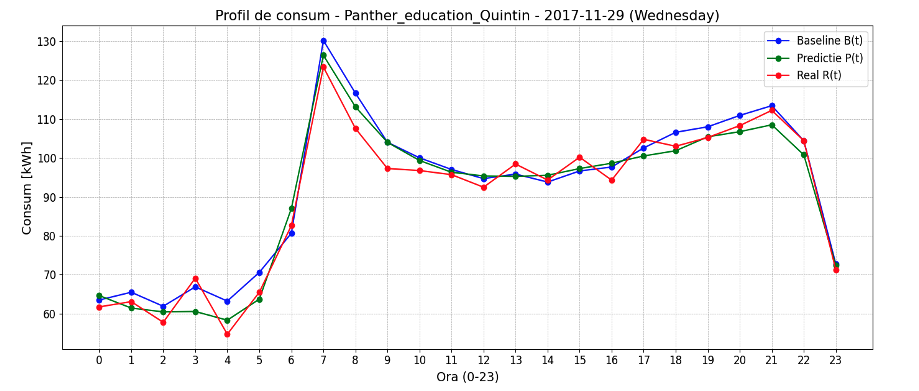 Profil de consum - Panther_education_Quintin - 2017-11-29 (Wednesday)
Baseline B(t)
Predictie P(t)
Real R(t)
Consum [kWh]
130
120
110
100
90
80
70
60
0 1 2 3 4 5 6 7 8 9 10 11 12 13 14 15 16 17 18 19 20 21 22 23
Ora (0-23)